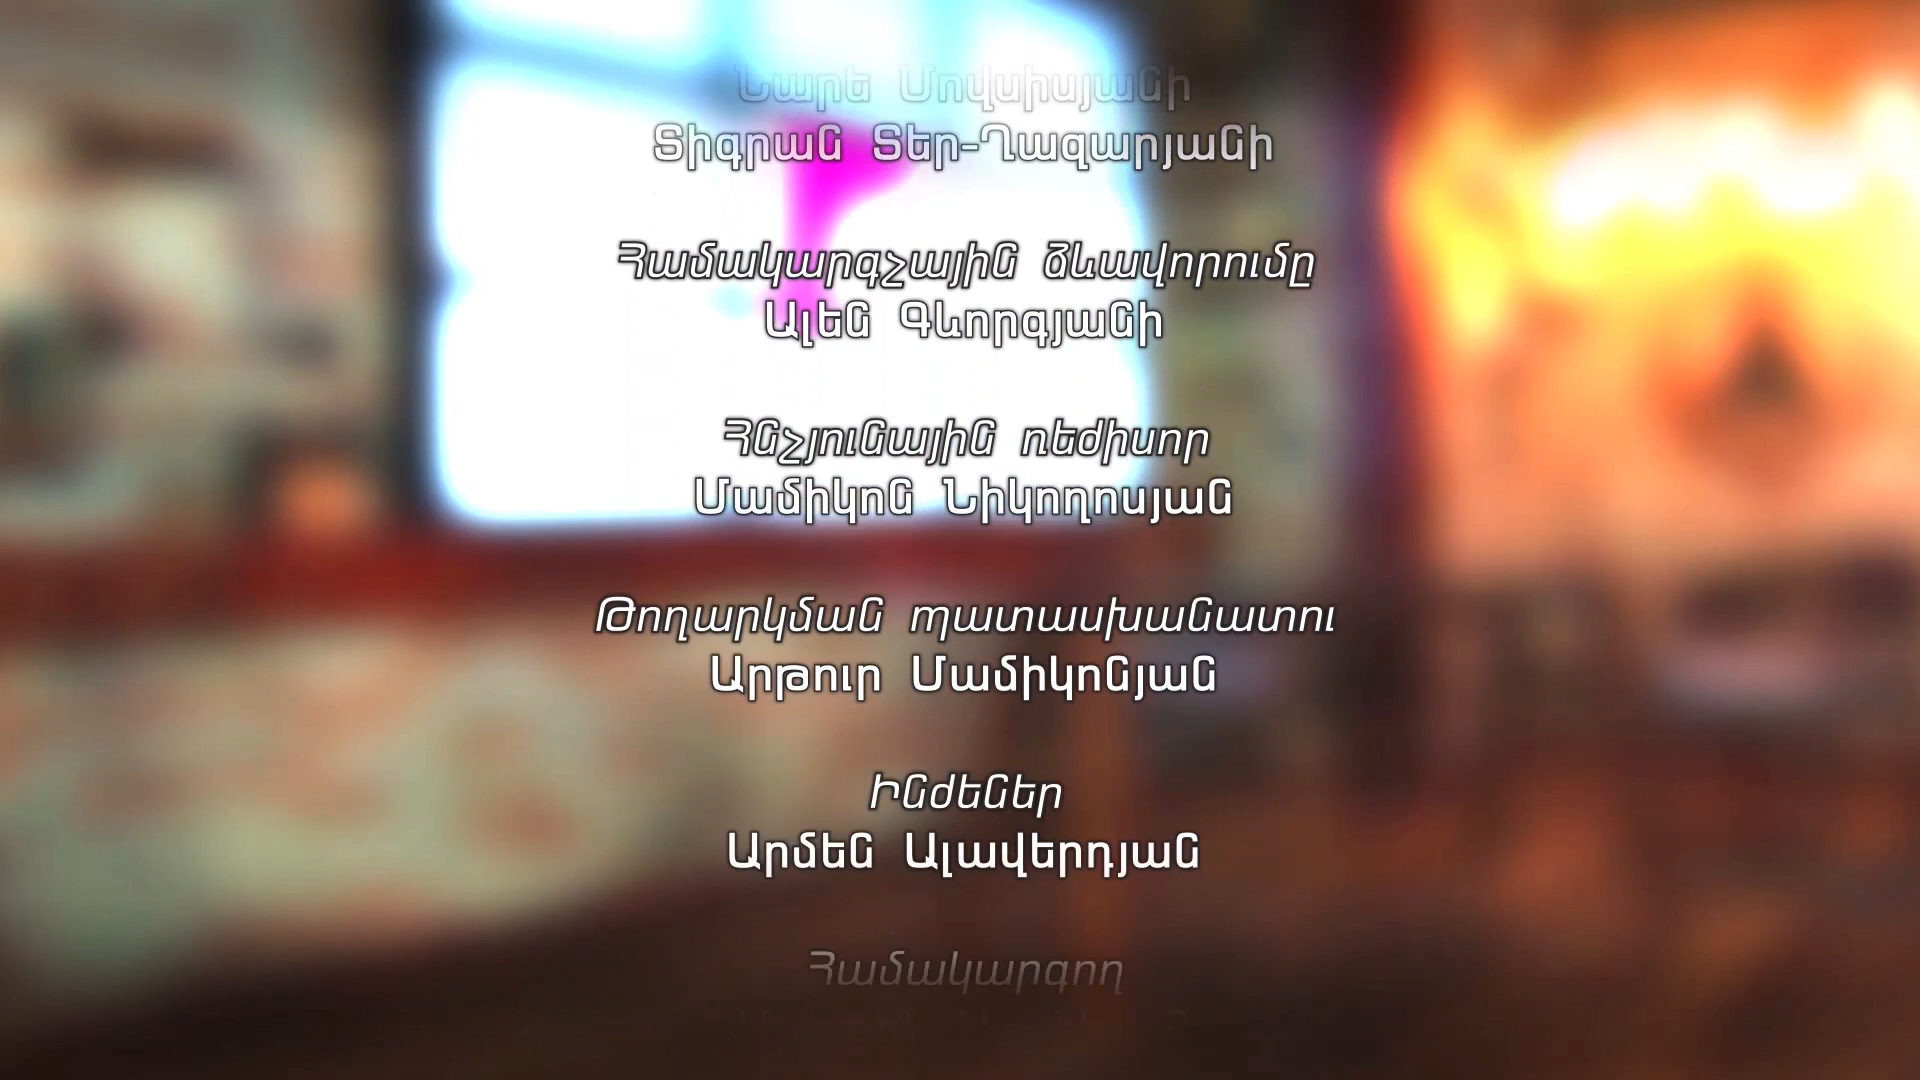 Նարե Մովսիսյանի
Տիգրան Տեր-Ղազարյանի
Համակարգչային ձևավորումը
Ալեն Գևորգյանի
Հնչյունային ռեժիսոր
Մամիկոն Նիկողոսյան
Թողարկման պատասխանատու
Արթուր Մամիկոնյան
Ինժեներ
Արմեն Ալավերդյան
Համակարգող